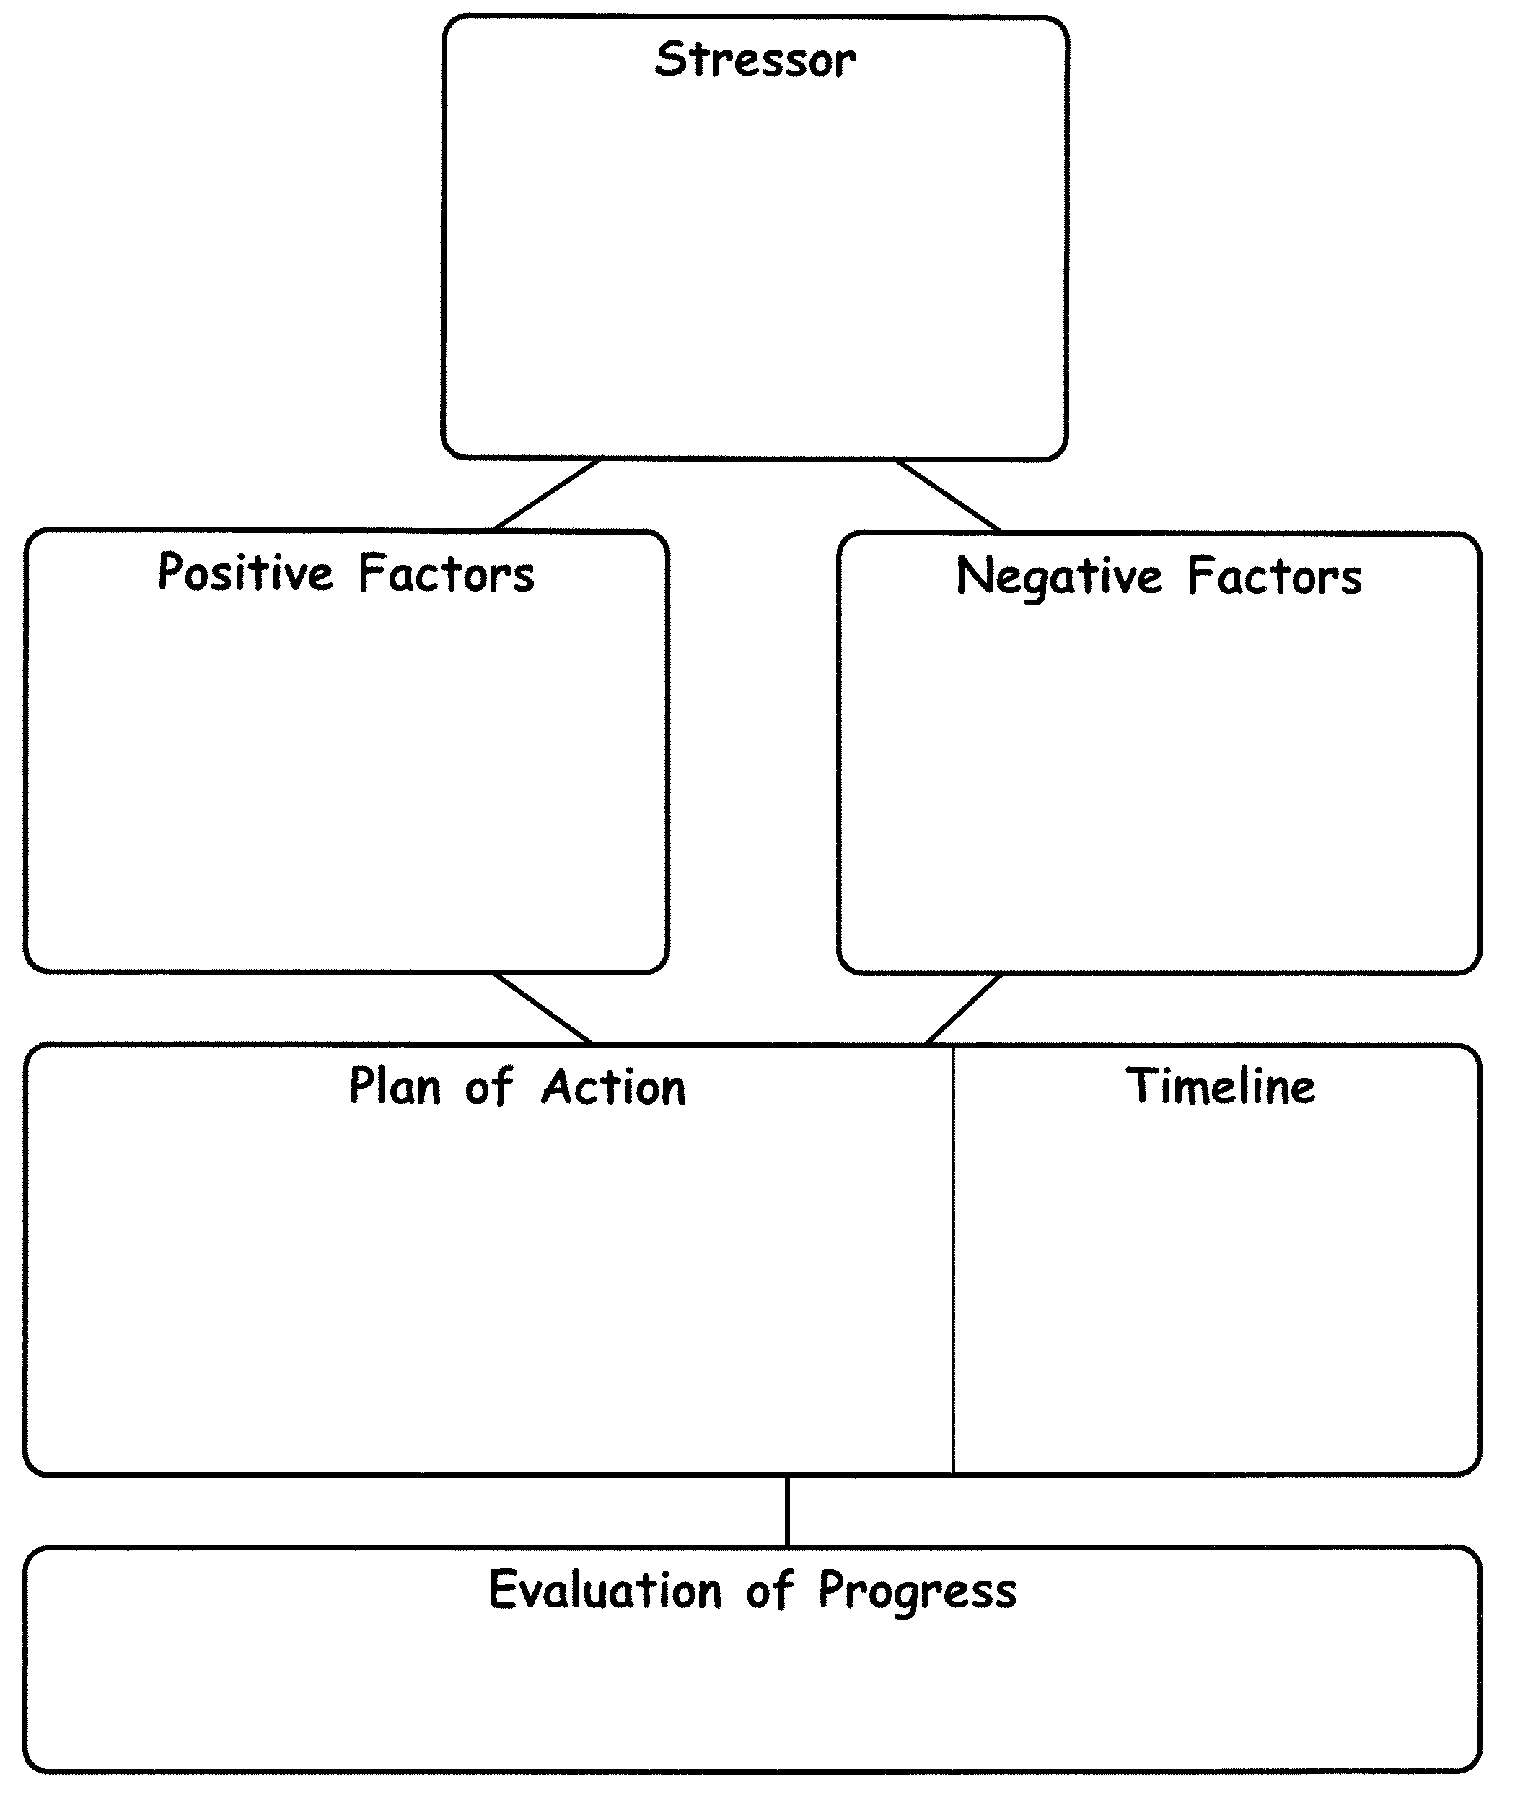 Stressor
Positive Factors
Negative Factors
Plan of Action
Timeline
Evaluation of Progress